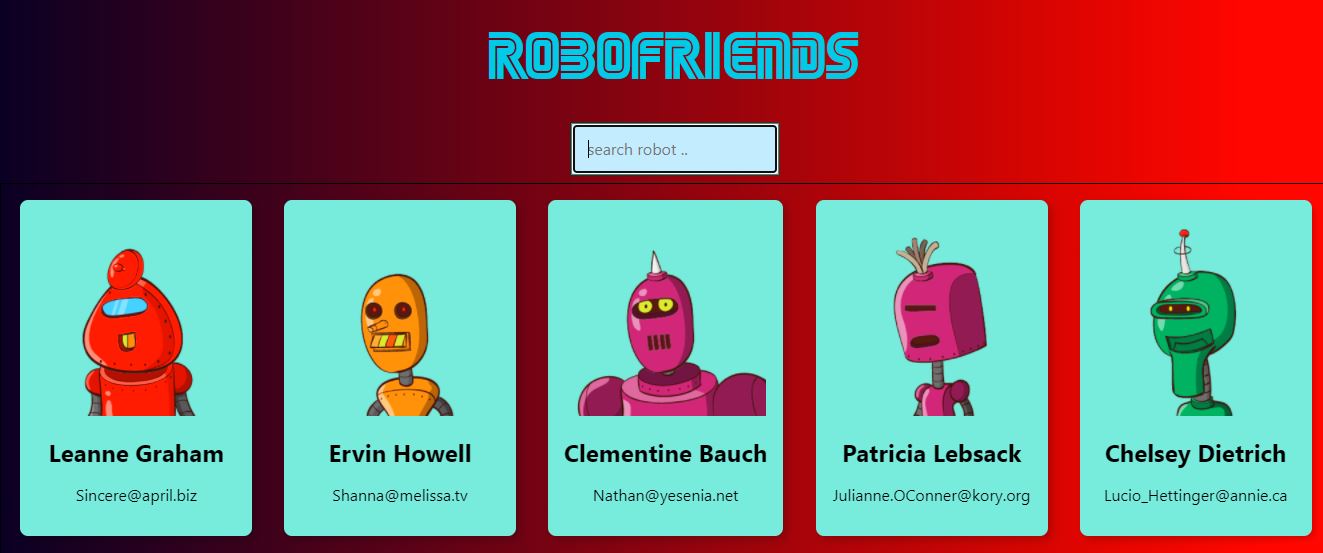 ROBOFRIENDS
search robot ..
Leanne Graham
Sincere@april.biz
Ervin Howell
Shanna@melissa.tv
Clementine Bauch
Nathan@yesenia.net
Patricia Lebsack
Julianne.OConner@kory.org
Chelsey Dietrich
Lucio_Hettinger@annie.ca